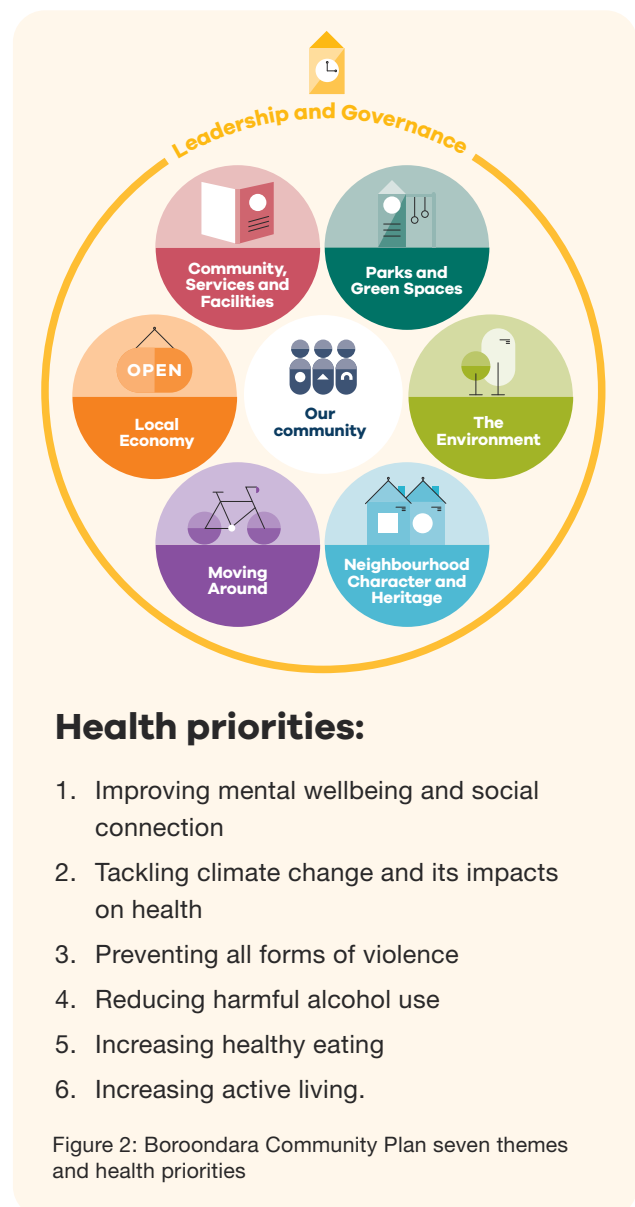 Leadership and Governance
Community,
Services and
Facilities
Parks and
Green Spaces
OPEN
Local
Economy
Our
community
The
Environment
Moving
Around
Neighbourhood
Character and
Heritage
Health priorities:
1. Improving mental wellbeing and social
connection
2. Tackling climate change and its impacts
on health
3. Preventing all forms of violence
4. Reducing harmful alcohol use
5. Increasing healthy eating
6. Increasing active living.
Figure 2: Boroondara Community Plan seven themes
and health priorities